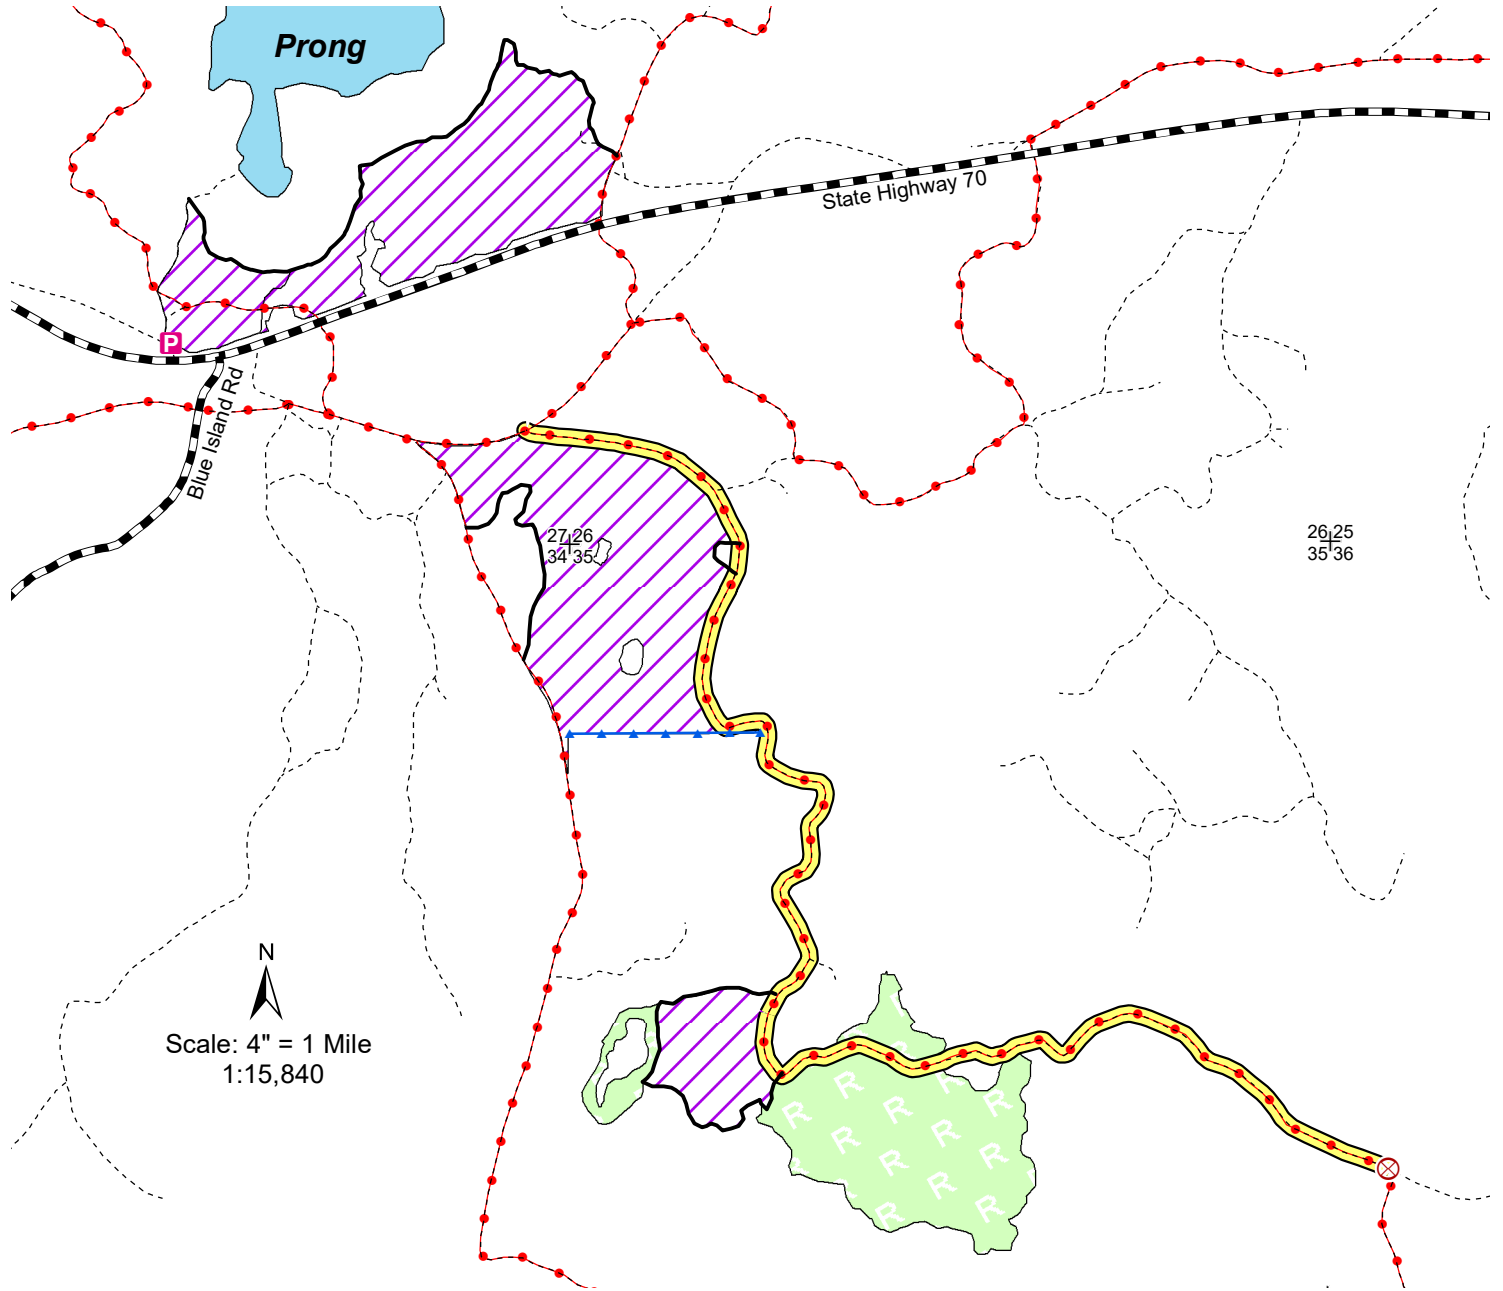 Prong
State Highway 70
P
Blue Island Rd
27 26
34 35
26 25
35 36
N
Scale: 4" = 1 Mile
1:15,840
R
R R R
R R R
R R R
R R
R R R